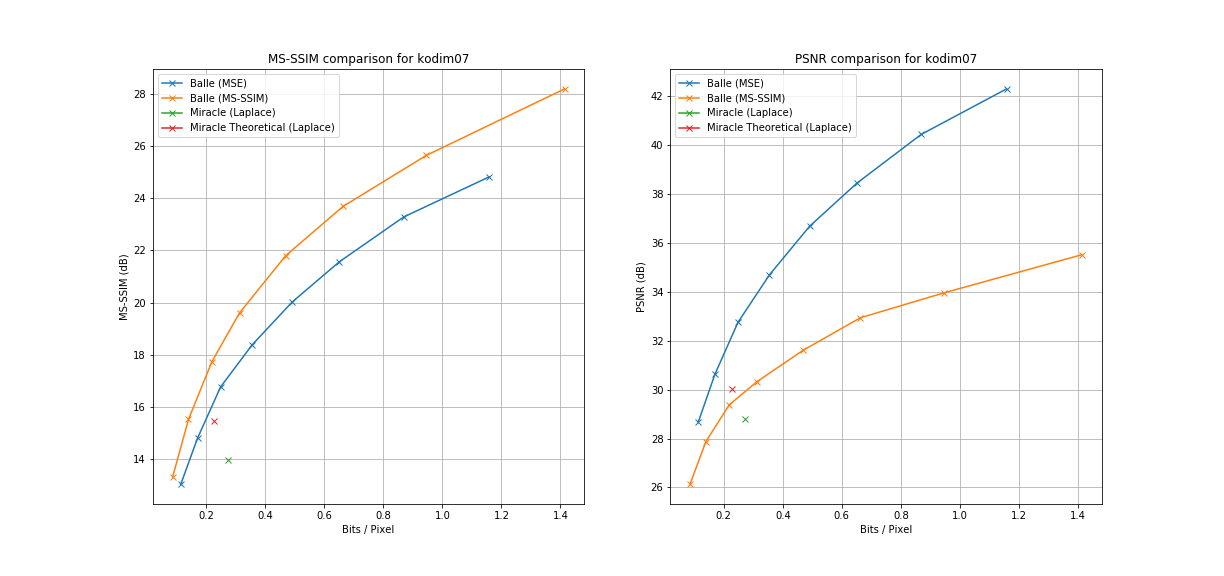 MS-SSIM comparison for kodim07
Balle (MSE)
Balle (MS-SSIM)
Miracle (Laplace)
Miracle Theoretical (Laplace)
28
26
24
22
20
18
16
14
MS-SSIM (dB)
0.2 0.4 0.6 0.8 1.0 1.2 1.4
Bits / Pixel
PSNR comparison for kodim07
Balle (MSE)
Balle (MS-SSIM)
Miracle (Laplace)
Miracle Theoretical (Laplace)
42
40
38
36
34
32
30
28
26
PSNR (dB)
0.2 0.4 0.6 0.8 1.0 1.2 1.4
Bits / Pixel